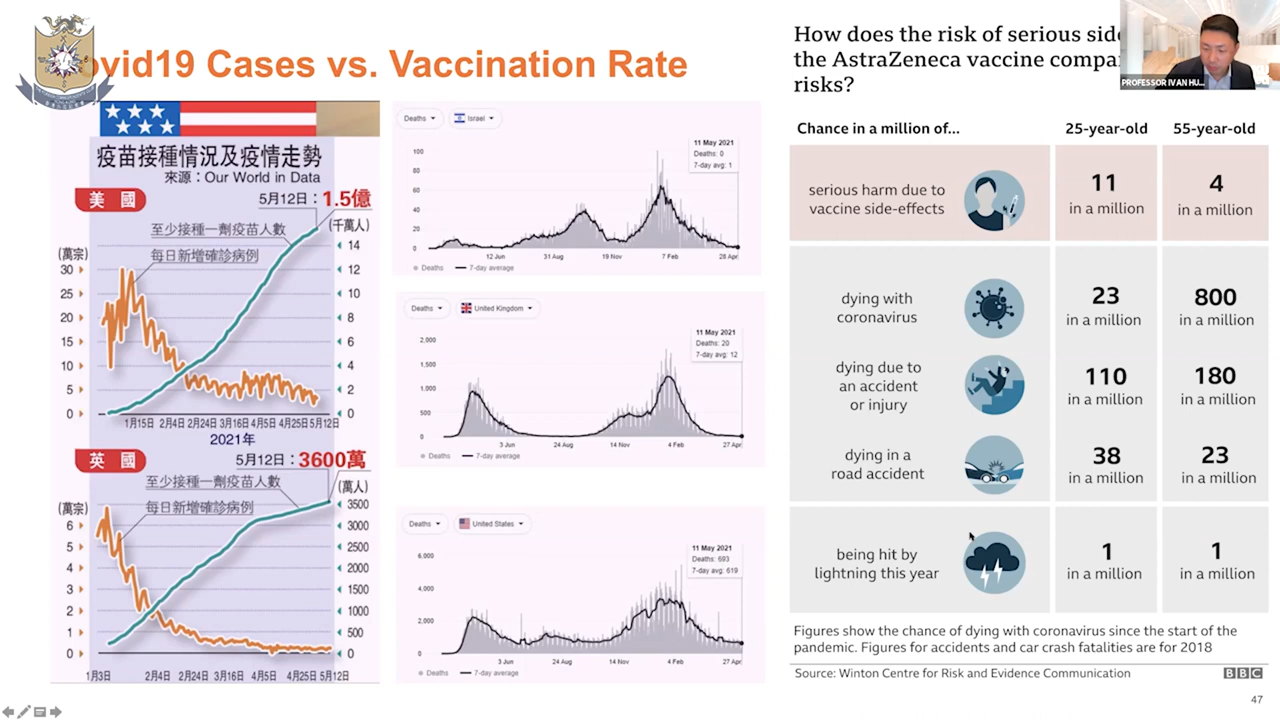 ovid19 Cases vs. Vaccination Rate
疫苗接種情況及疫情走勢
來源：Our World in Data
美國
5月12日：1.5億
至少接種一劑疫苗人數
(千萬人)
(萬宗)
每日新增確診病例
14
12
10
8
6
4
2
0
30
25
20
15
10
5
0
1月15日 2月4日 2月24日 3月16日 4月5日 4月25日 5月12日
2021年
英國
5月12日：3600萬
至少接種一劑疫苗人數
(萬人)
(萬宗)
每日新增確診病例
3500
3000
2500
2000
1500
1000
500
0
6
5
4
3
2
1
0
1月3日 2月4日 2月24日 3月16日 4月5日 4月25日 5月12日
Deaths
Israel
11 May 2021
Deaths: 0
7-day avg: 1
100
80
60
40
20
0
12 Jun 31 Aug 19 Nov 7 Feb 28 Apr
Deaths 7-day average
Deaths
United Kingdom
11 May 2021
Deaths: 20
7-day avg: 12
2,000
1,500
1,000
500
0
3 Jun 24 Aug 14 Nov 4 Feb 27 Apr
Deaths 7-day average
Deaths
United States
11 May 2021
Deaths: 693
7-day avg: 619
6,000
4,000
2,000
0
3 Jun 24 Aug 14 Nov 4 Feb 27 Apr
Deaths 7-day average
How does the risk of serious side
the AstraZeneca vaccine compa
risks?
PROFESSOR IVAN HU...
Chance in a million of... 25-year-old 55-year-old
serious harm due to
vaccine side-effects
11
in a million
4
in a million
dying with
coronavirus
23
in a million
800
in a million
dying due to
an accident
or injury
110
in a million
180
in a million
dying in a
road accident
38
in a million
23
in a million
being hit by
lightning this year
1
in a million
1
in a million
Figures show the chance of dying with coronavirus since the start of the
pandemic. Figures for accidents and car crash fatalities are for 2018
Source: Winton Centre for Risk and Evidence Communication
BBC
47